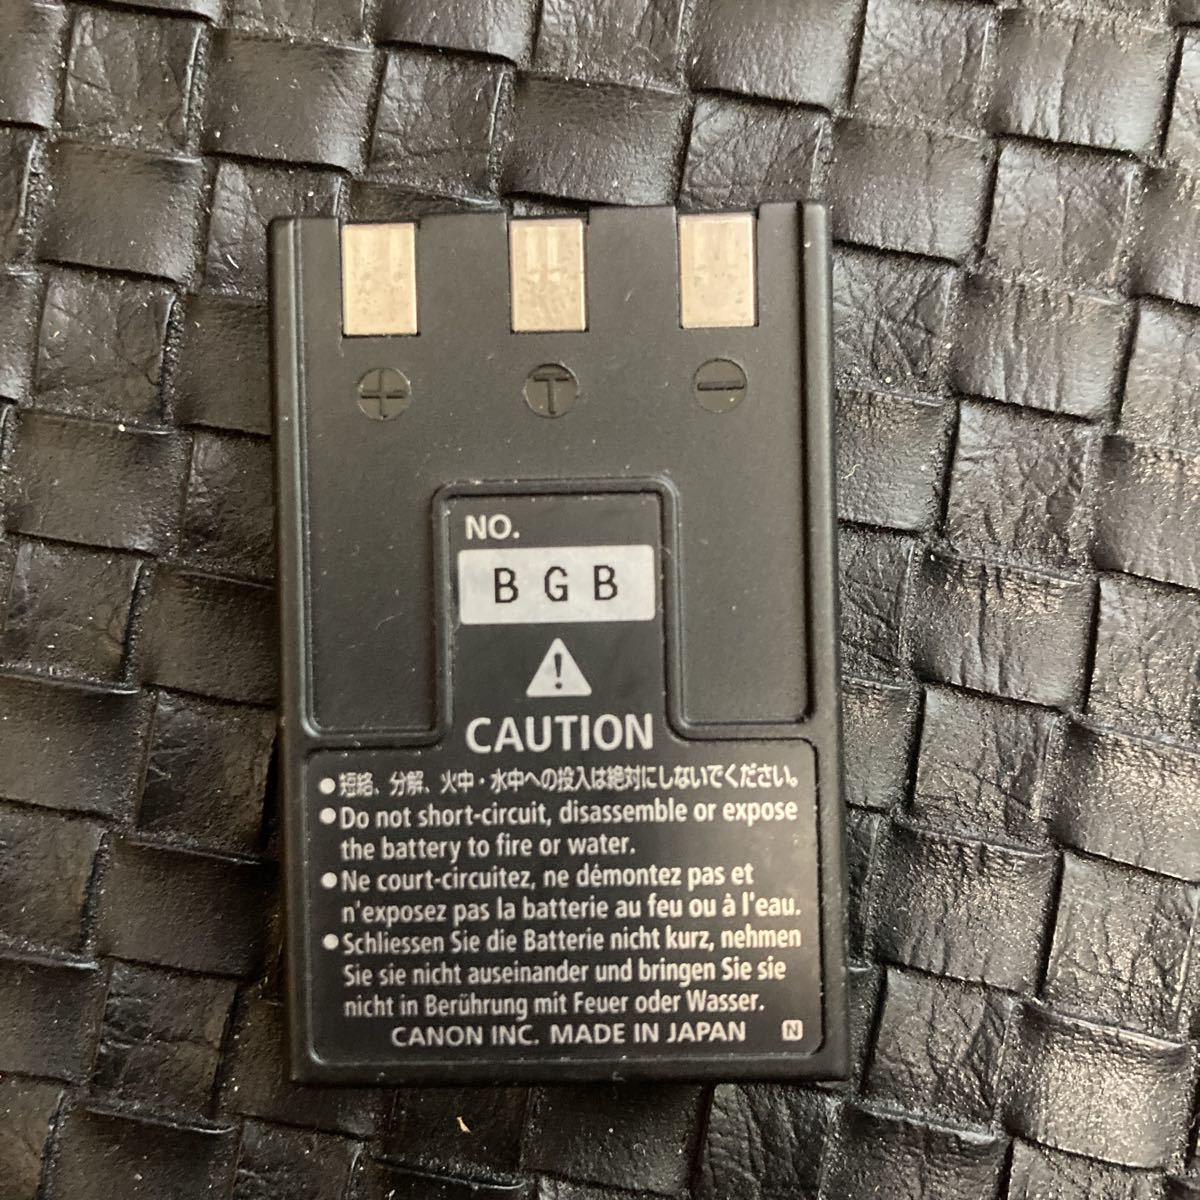 + T −
NO.
B G B
!
CAUTION
●短絡、分解、火中・水中への投入は絶対にしないでください。
●Do not short-circuit, disassemble or expose
the battery to fire or water.
●Ne court-circuitez, ne démontez pas et
n'exposez pas la batterie au feu ou à l'eau.
●Schliessen Sie die Batterie nicht kurz, nehmen
Sie sie nicht auseinander und bringen Sie sie
nicht in Berührung mit Feuer oder Wasser.
CANON INC. MADE IN JAPAN N